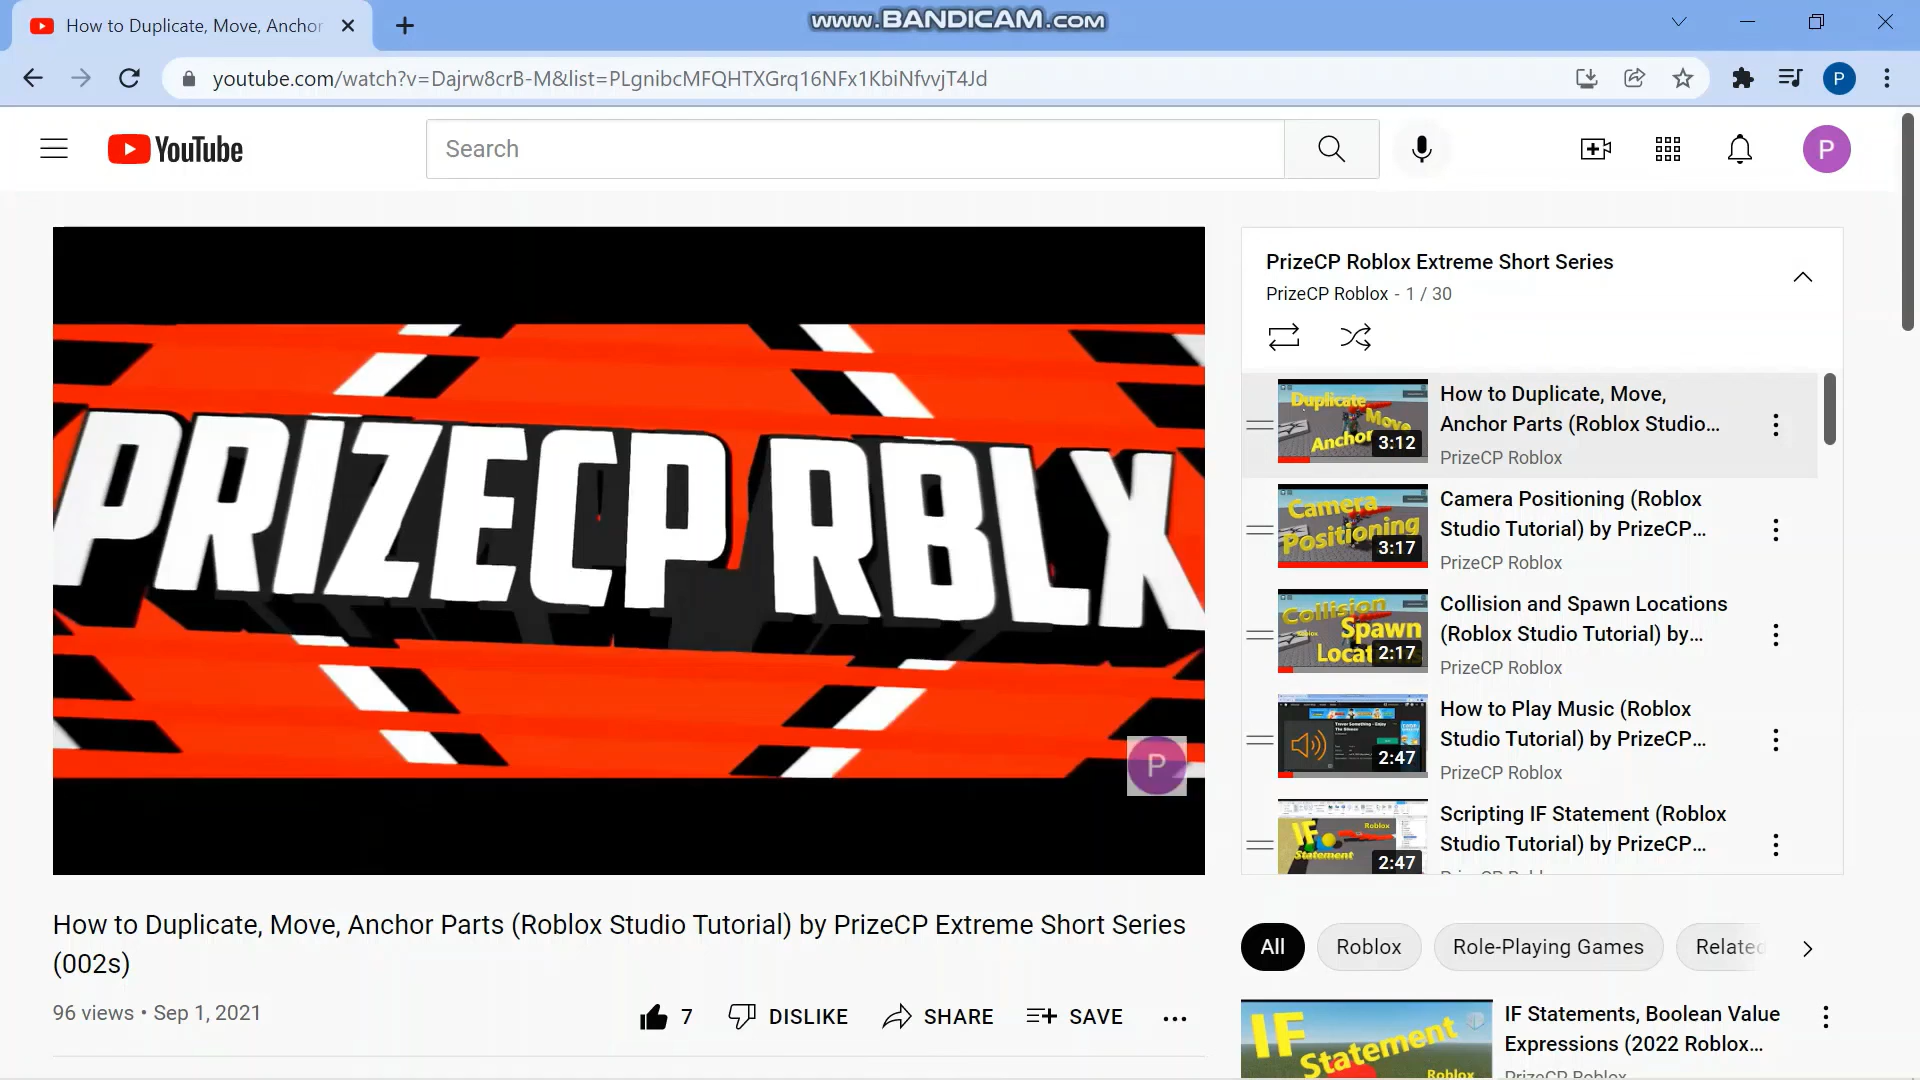 How to Duplicate, Move, Anchor
www.BANDICAM.com
youtube.com/watch?v=Dajrw8crB-M&list=PLgnibcMFQHTXGrq16NFx1KbiNfvvjT4Jd
P
YouTube
Search
P
PRIZECP RBLX
P
PrizeCP Roblox Extreme Short Series
PrizeCP Roblox - 1 / 30
Duplicate
Move
Anchor
3:12
How to Duplicate, Move,
Anchor Parts (Roblox Studio...
PrizeCP Roblox
Camera
Positioning
3:17
Camera Positioning (Roblox
Studio Tutorial) by PrizeCP...
PrizeCP Roblox
Collision
Spawn
2:17
Collision and Spawn Locations
(Roblox Studio Tutorial) by...
PrizeCP Roblox
2:47
How to Play Music (Roblox
Studio Tutorial) by PrizeCP...
PrizeCP Roblox
Roblox
IF
Statement
2:47
Scripting IF Statement (Roblox
Studio Tutorial) by PrizeCP...
How to Duplicate, Move, Anchor Parts (Roblox Studio Tutorial) by PrizeCP Extreme Short Series
(002s)
96 views • Sep 1, 2021
7
DISLIKE
SHARE
SAVE
All
Roblox
Role-Playing Games
Related
IF
Statement
Roblox
IF Statements, Boolean Value
Expressions (2022 Roblox...
PrizeCP Roblox